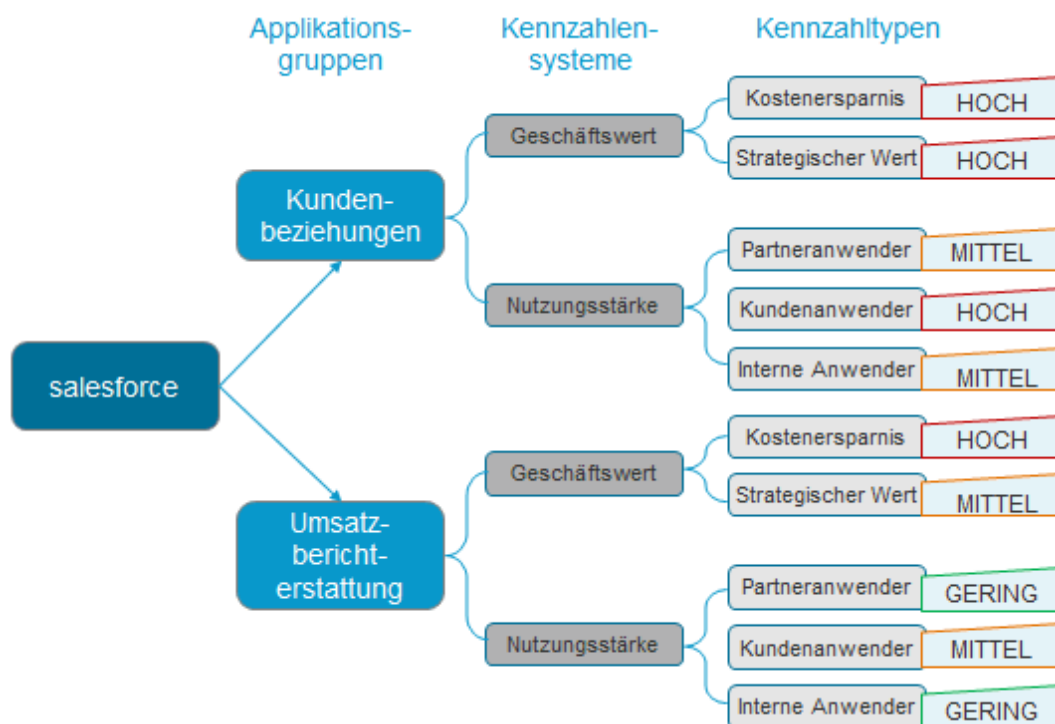 Applikations-
gruppen
Kennzahlen-
systeme
Kennzahltypen
salesforce
Kunden-
beziehungen
Geschäftswert
Kostenersparnis
HOCH
Strategischer Wert
HOCH
Nutzungsstärke
Partneranwender
MITTEL
Kundenanwender
HOCH
Interne Anwender
MITTEL
Umsatz-
bericht-
erstattung
Geschäftswert
Kostenersparnis
HOCH
Strategischer Wert
MITTEL
Nutzungsstärke
Partneranwender
GERING
Kundenanwender
MITTEL
Interne Anwender
GERING